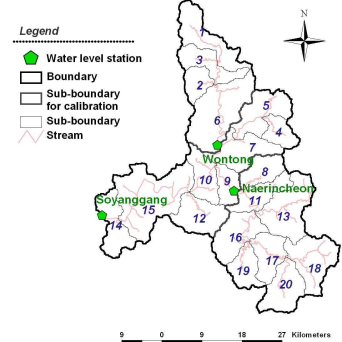 Legend
Water level station
Boundary
Sub-boundary
for calibration
Sub-boundary
Stream
1
3
2
6
5
4
7
Wontong
10
9
8
Naerincheon
11
Soyanggang
15
14
12
13
16
17
18
19
20
9 0 9 18 27 Kilometers
N